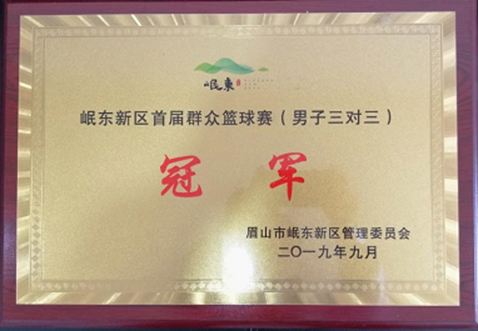 岷东
岷东新区首届群众篮球赛（男子三对三）
冠 军
眉山市岷东新区管理委员会
二〇一九年九月